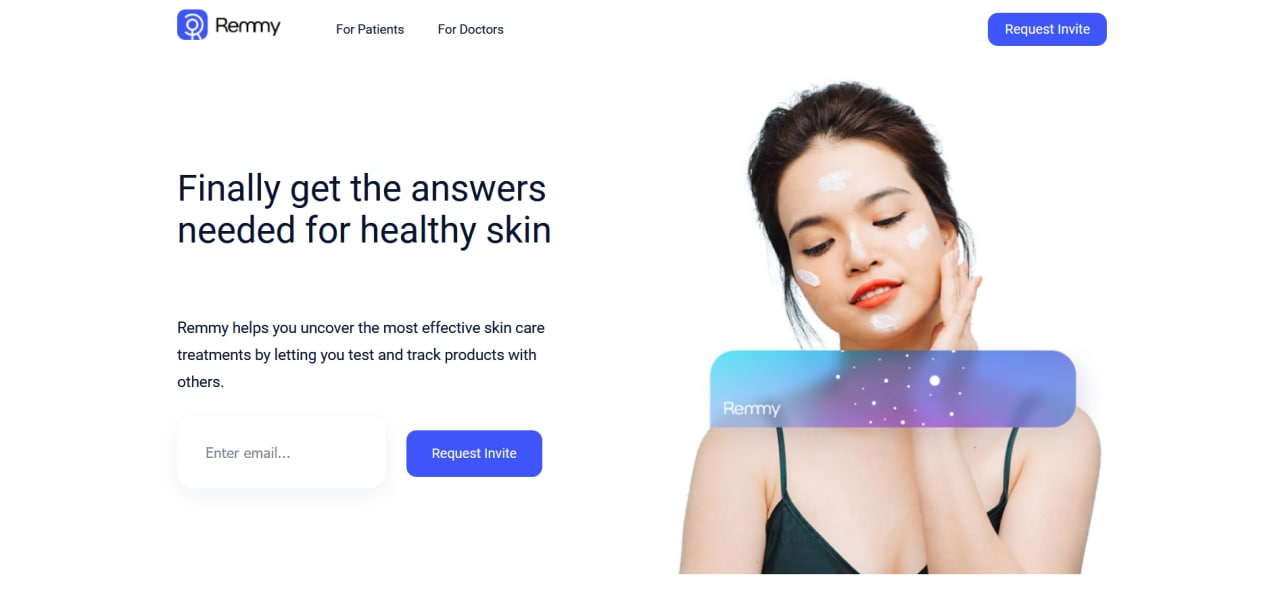 Remmy
For Patients
For Doctors
Request Invite
Finally get the answers
needed for healthy skin
Remmy helps you uncover the most effective skin care
treatments by letting you test and track products with
others.
Enter email...
Request Invite
Remmy